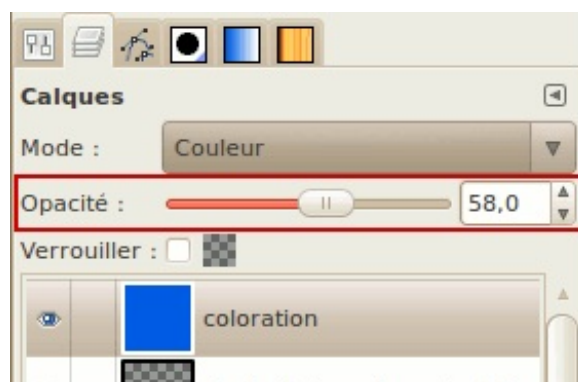 Calques
Mode :
Couleur
Opacité :
58,0
Verrouiller :
coloration